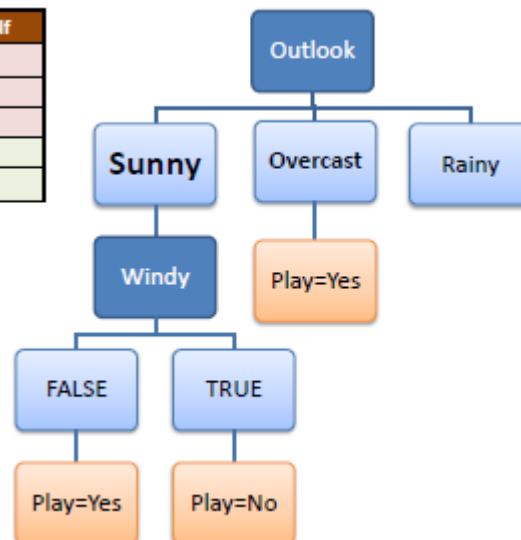 Outlook
Sunny
Overcast
Rainy
Windy
Play=Yes
FALSE
TRUE
Play=Yes
Play=No